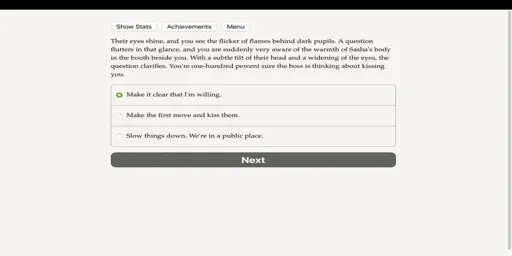 Show Stats Achievements Menu
Their eyes shine, and you see the flicker of flames behind dark pupils. A question
flutters in that glance, and you are suddenly very aware of the warmth of Sasha's body
in the booth beside you. With a subtle tilt of their head and a widening of the eyes, the
question clarifies. You're one-hundred percent sure the boss is thinking about kissing
you.
Make it clear that I'm willing.
Make the first move and kiss them.
Slow things down. We're in a public place.
Next